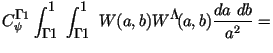 C_ψ^{Γ1} ∫_{Γ1}^{1} ∫_{Γ1}^{1} W(a, b)W^Λ(a, b) \frac{da db}{a^2} =